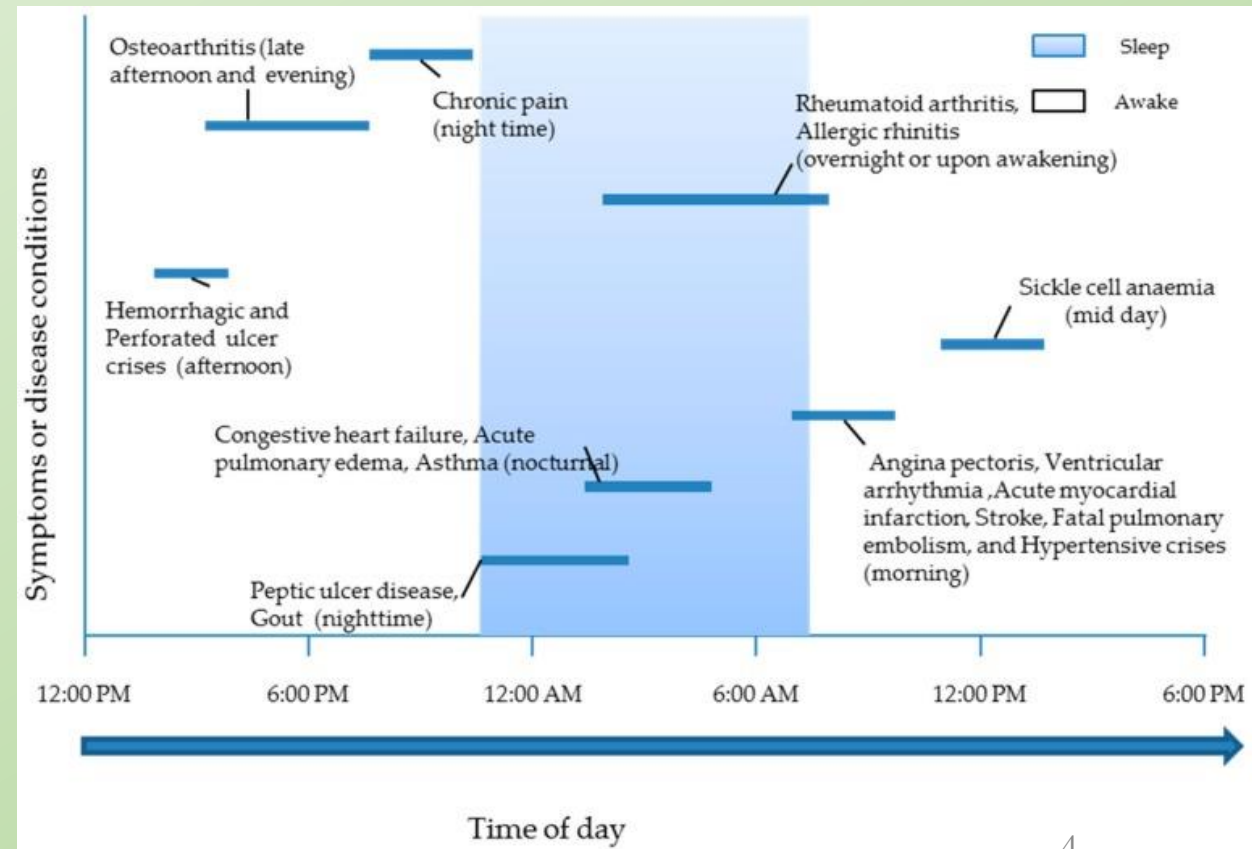 Osteoarthritis (late
afternoon and evening)
Chronic pain
(night time)
Sleep
Awake
Rheumatoid arthritis,
Allergic rhinitis
(overnight or upon awakening)
Hemorrhagic and
Perforated ulcer
crises (afternoon)
Sickle cell anaemia
(mid day)
Congestive heart failure, Acute
pulmonary edema, Asthma (nocturnal)
Angina pectoris, Ventricular
arrhythmia ,Acute myocardial
infarction, Stroke, Fatal pulmonary
embolism, and Hypertensive crises
(morning)
Peptic ulcer disease,
Gout (nighttime)
Symptoms or disease conditions
12:00 PM 6:00 PM 12:00 AM 6:00 AM 12:00 PM 6:00 PM
Time of day
4